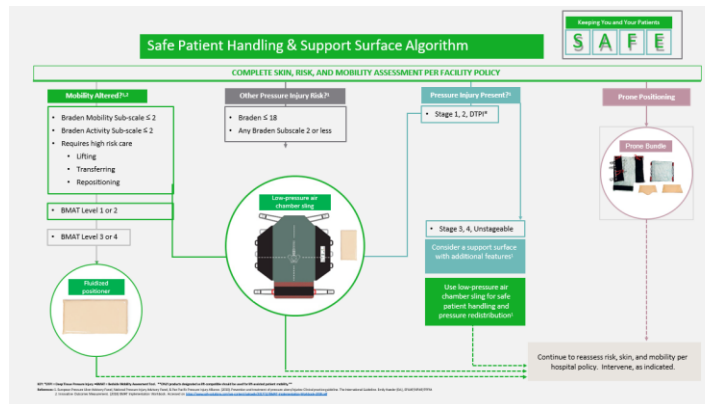 Keeping You and Your Patients
S A F E
Safe Patient Handling & Support Surface Algorithm
COMPLETE SKIN, RISK, AND MOBILITY ASSESSMENT PER FACILITY POLICY
Mobility Altered?
• Braden Mobility Sub-scale ≤ 2
• Braden Activity Sub-scale ≤ 2
• Requires high risk care
• Lifting
• Transferring
• Repositioning
• BMAT Level 1 or 2
• BMAT Level 3 or 4
Fluidized
positioner
Other Pressure Injury Risk?
• Braden ≤ 18
• Any Braden Subscale 2 or less
Low-pressure air
chamber sling
Pressure Injury Present?
• Stage 1, 2, DTPI*
• Stage 3, 4, Unstageable
Consider a support surface
with additional features
Use low-pressure air
chamber sling for safe
patient handling and
pressure redistribution
Prone Positioning
Prone Bundle
Continue to reassess risk, skin, and mobility per
hospital policy. Intervene, as indicated.